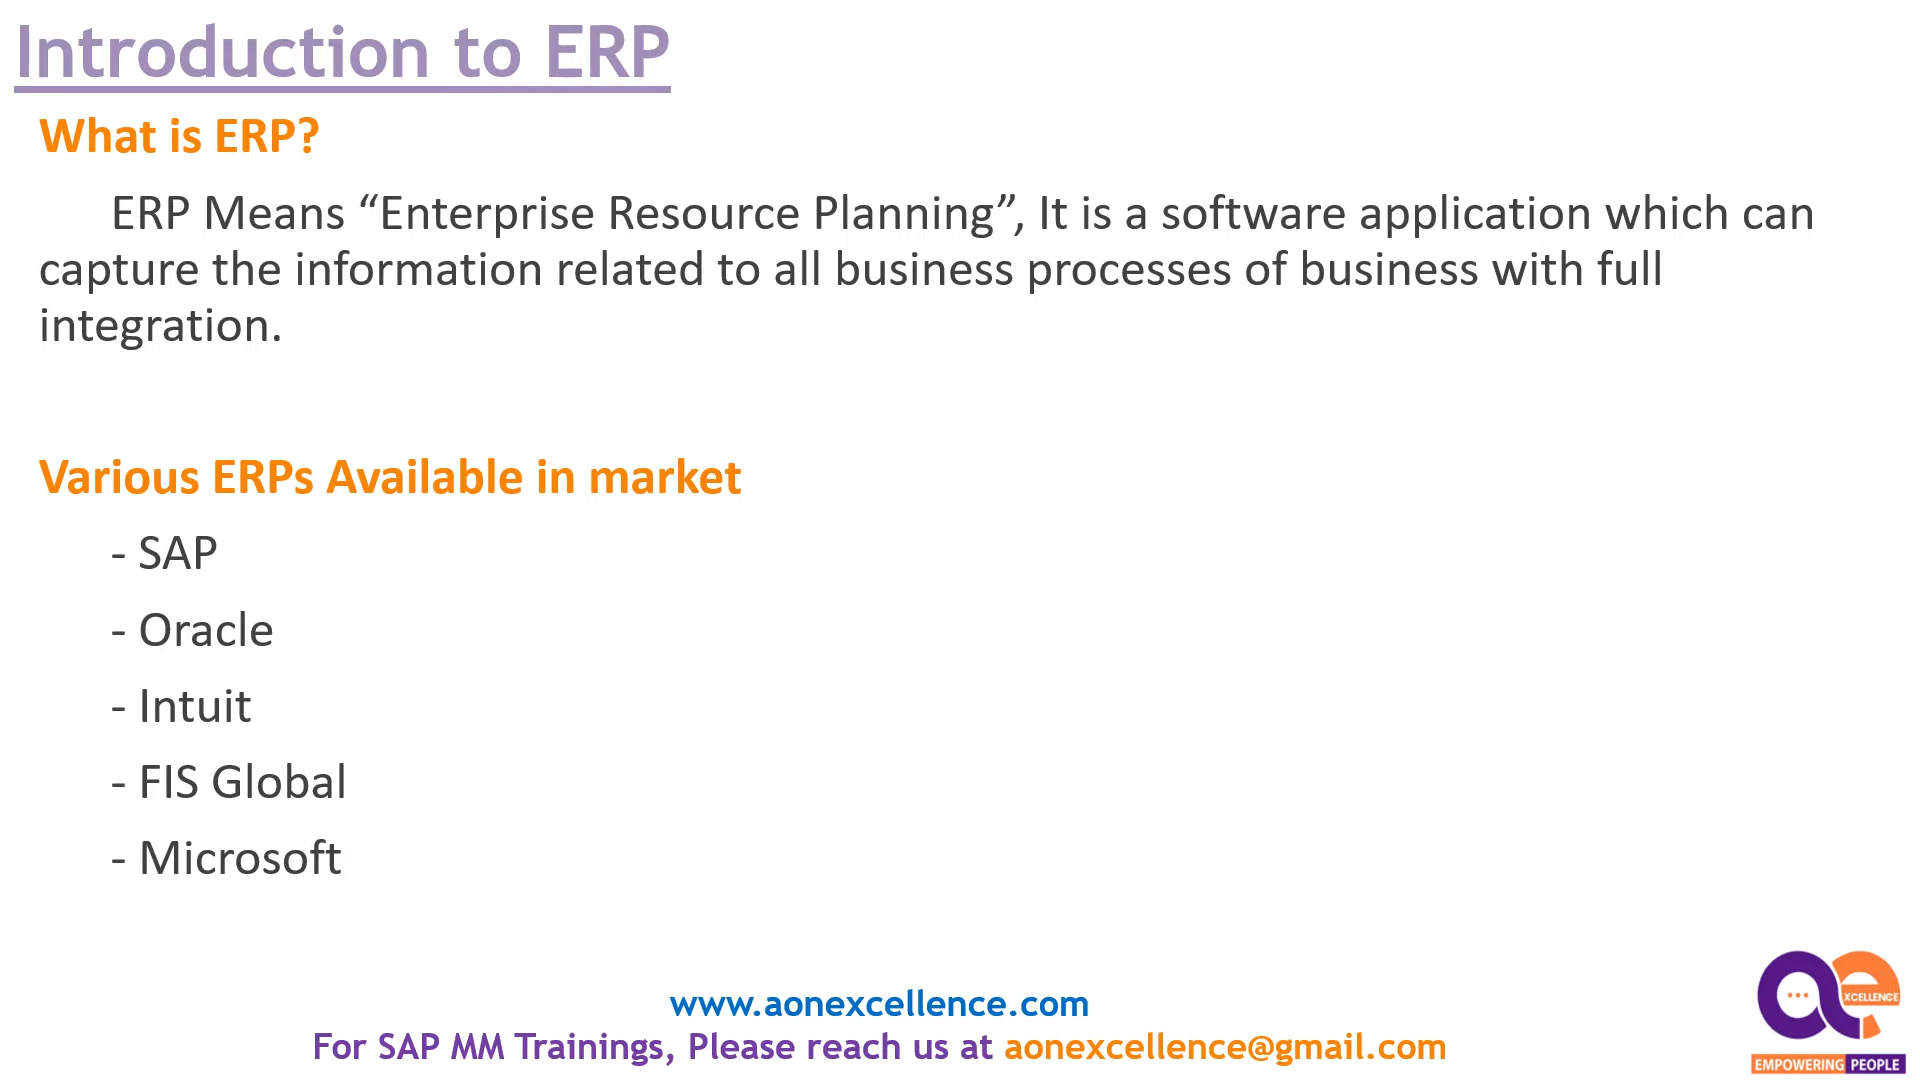 Introduction to ERP
What is ERP?
ERP Means “Enterprise Resource Planning”, It is a software application which can
capture the information related to all business processes of business with full
integration.
Various ERPs Available in market
- SAP
- Oracle
- Intuit
- FIS Global
- Microsoft
www.aonexcellence.com
For SAP MM Trainings, Please reach us at aonexcellence@gmail.com
ae XCELLENCE
EMPOWERING PEOPLE